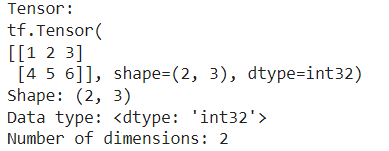 Tensor:
tf.Tensor(
[[1 2 3]
 [4 5 6]], shape=(2, 3), dtype=int32)
Shape: (2, 3)
Data type: <dtype: 'int32'>
Number of dimensions: 2